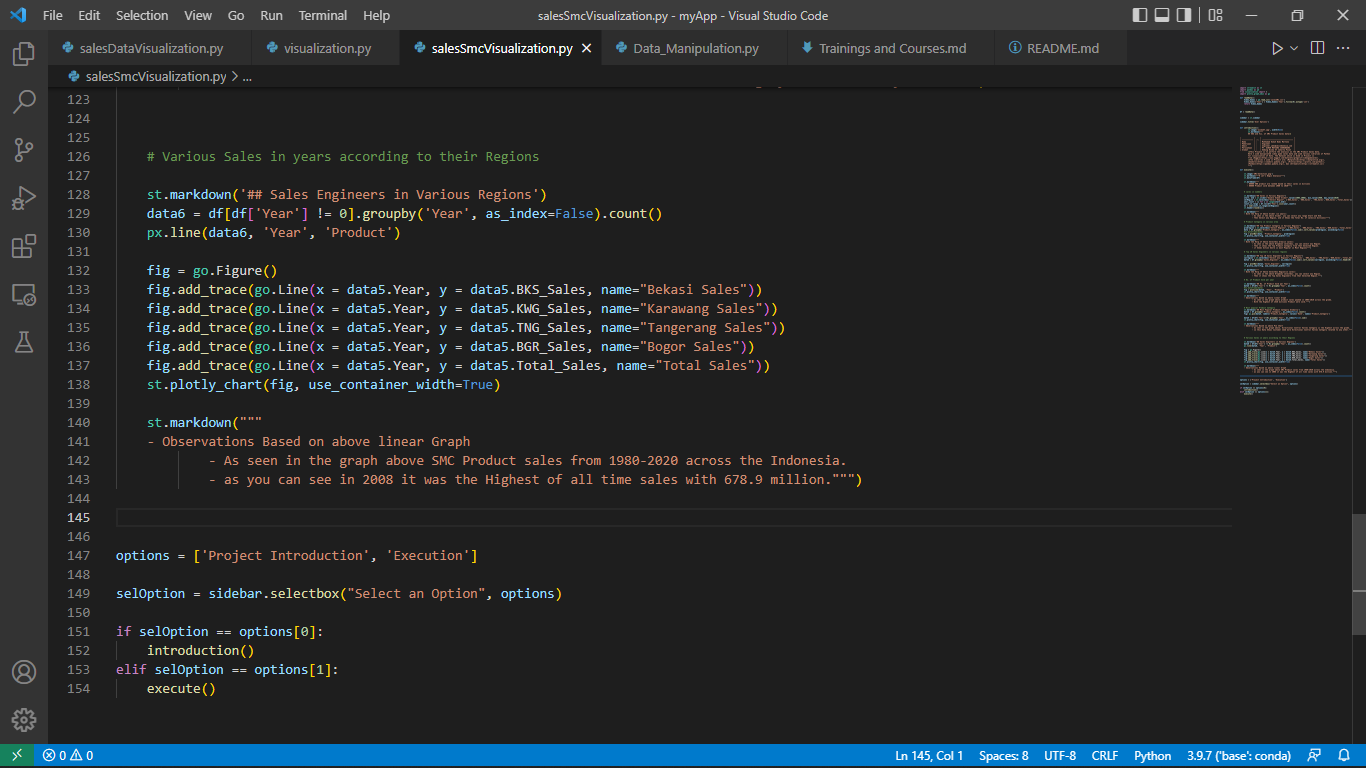 File Edit Selection View Go Run Terminal Help salesSmcVisualization.py - myApp - Visual Studio Code
salesDataVisualization.py visualization.py salesSmcVisualization.py Data_Manipulation.py Trainings and Courses.md README.md
salesSmcVisualization.py > ...
123
124
125
126 # Various Sales in years according to their Regions
127
128 st.markdown('## Sales Engineers in Various Regions')
129 data6 = df[df['Year'] != 0].groupby('Year', as_index=False).count()
130 px.line(data6, 'Year', 'Product')
131
132 fig = go.Figure()
133 fig.add_trace(go.Line(x = data5.Year, y = data5.BKS_Sales, name="Bekasi Sales"))
134 fig.add_trace(go.Line(x = data5.Year, y = data5.KWG_Sales, name="Karawang Sales"))
135 fig.add_trace(go.Line(x = data5.Year, y = data5.TNG_Sales, name="Tangerang Sales"))
136 fig.add_trace(go.Line(x = data5.Year, y = data5.BGR_Sales, name="Bogor Sales"))
137 fig.add_trace(go.Line(x = data5.Year, y = data5.Total_Sales, name="Total Sales"))
138 st.plotly_chart(fig, use_container_width=True)
139
140 st.markdown("""
141 - Observations Based on above linear Graph
142 - As seen in the graph above SMC Product sales from 1980-2020 across the Indonesia.
143 - as you can see in 2008 it was the Highest of all time sales with 678.9 million.""")
144
145
146
147 options = ['Project Introduction', 'Execution']
148
149 selOption = sidebar.selectbox("Select an Option", options)
150
151 if selOption == options[0]:
152 introduction()
153 elif selOption == options[1]:
154 execute()
0 0 Ln 145, Col 1 Spaces: 8 UTF-8 CRLF Python 3.9.7 ('base': conda)